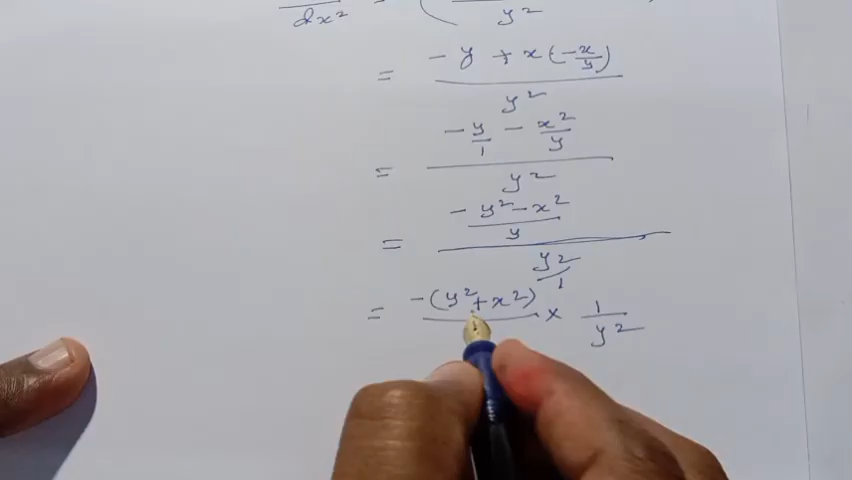 dx² = ( y²
= -y + x(-x/y) / y²
= -y/1 - x²/y / y²
= -y²-x²/y / y²/1
= -(y²+x²) × 1/y²